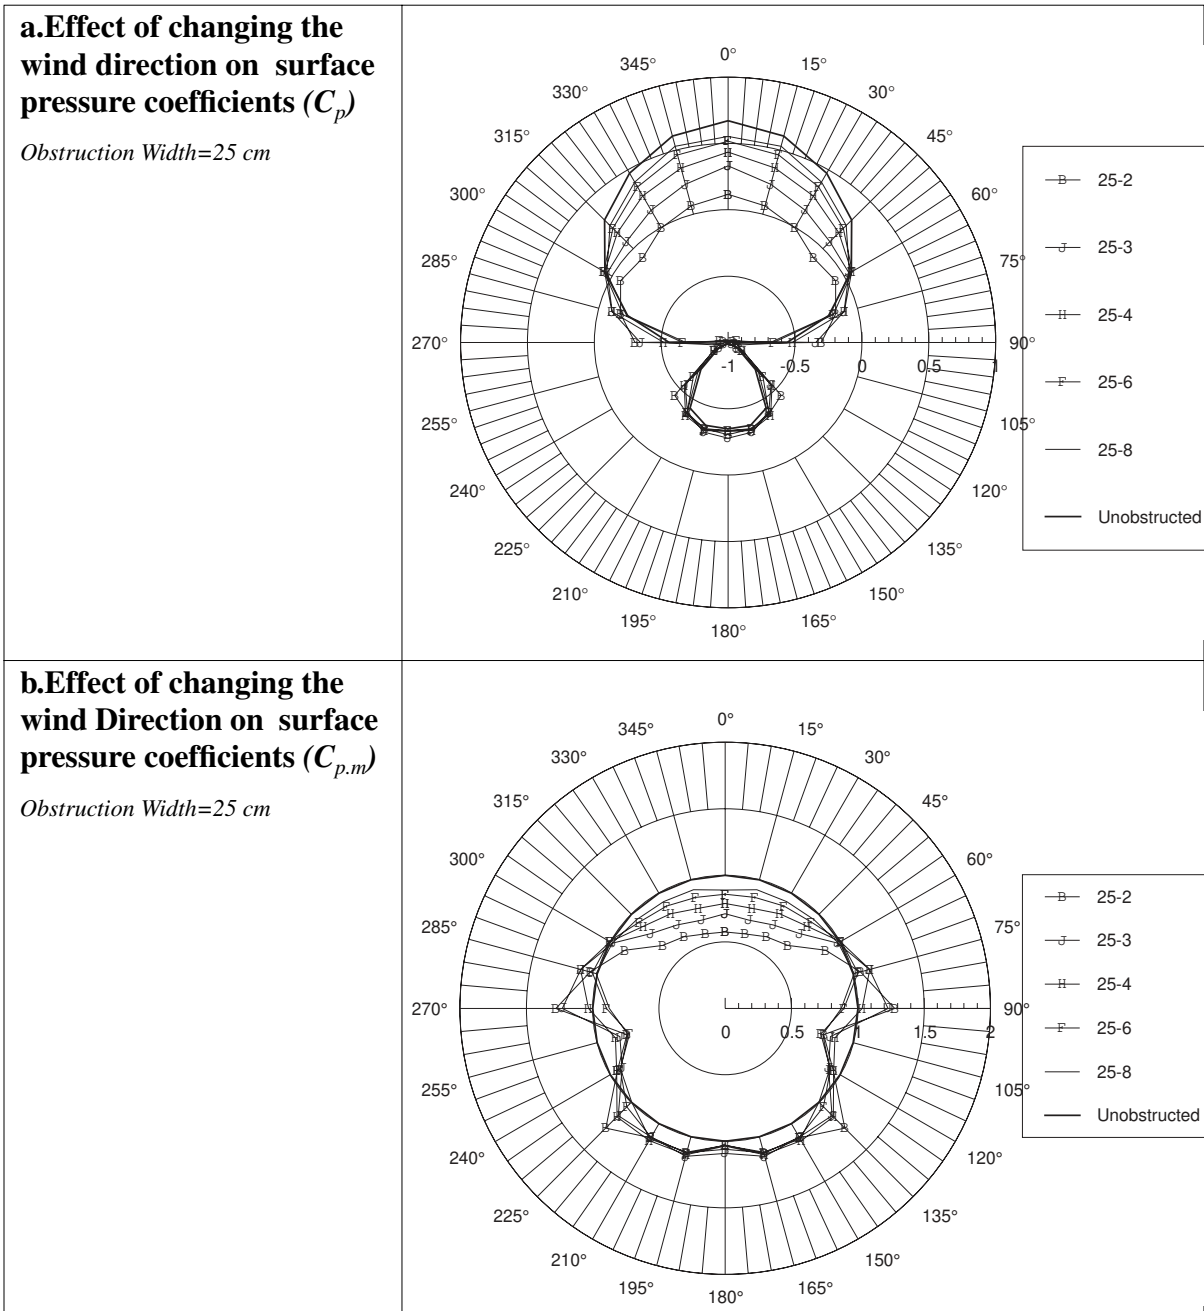 a.Effect of changing the
wind direction on surface
pressure coefficients (Cp)
Obstruction Width=25 cm
0°
15°
30°
45°
60°
75°
90°
105°
120°
135°
150°
165°
180°
195°
210°
225°
240°
255°
270°
285°
300°
315°
330°
345°
-1 -0.5 0 0.5 1
B 25-2
J 25-3
H 25-4
F 25-6
25-8
Unobstructed
b.Effect of changing the
wind Direction on surface
pressure coefficients (Cp.m)
Obstruction Width=25 cm
0°
15°
30°
45°
60°
75°
90°
105°
120°
135°
150°
165°
180°
195°
210°
225°
240°
255°
270°
285°
300°
315°
330°
345°
0 0.5 1 1.5 2
B 25-2
J 25-3
H 25-4
F 25-6
25-8
Unobstructed